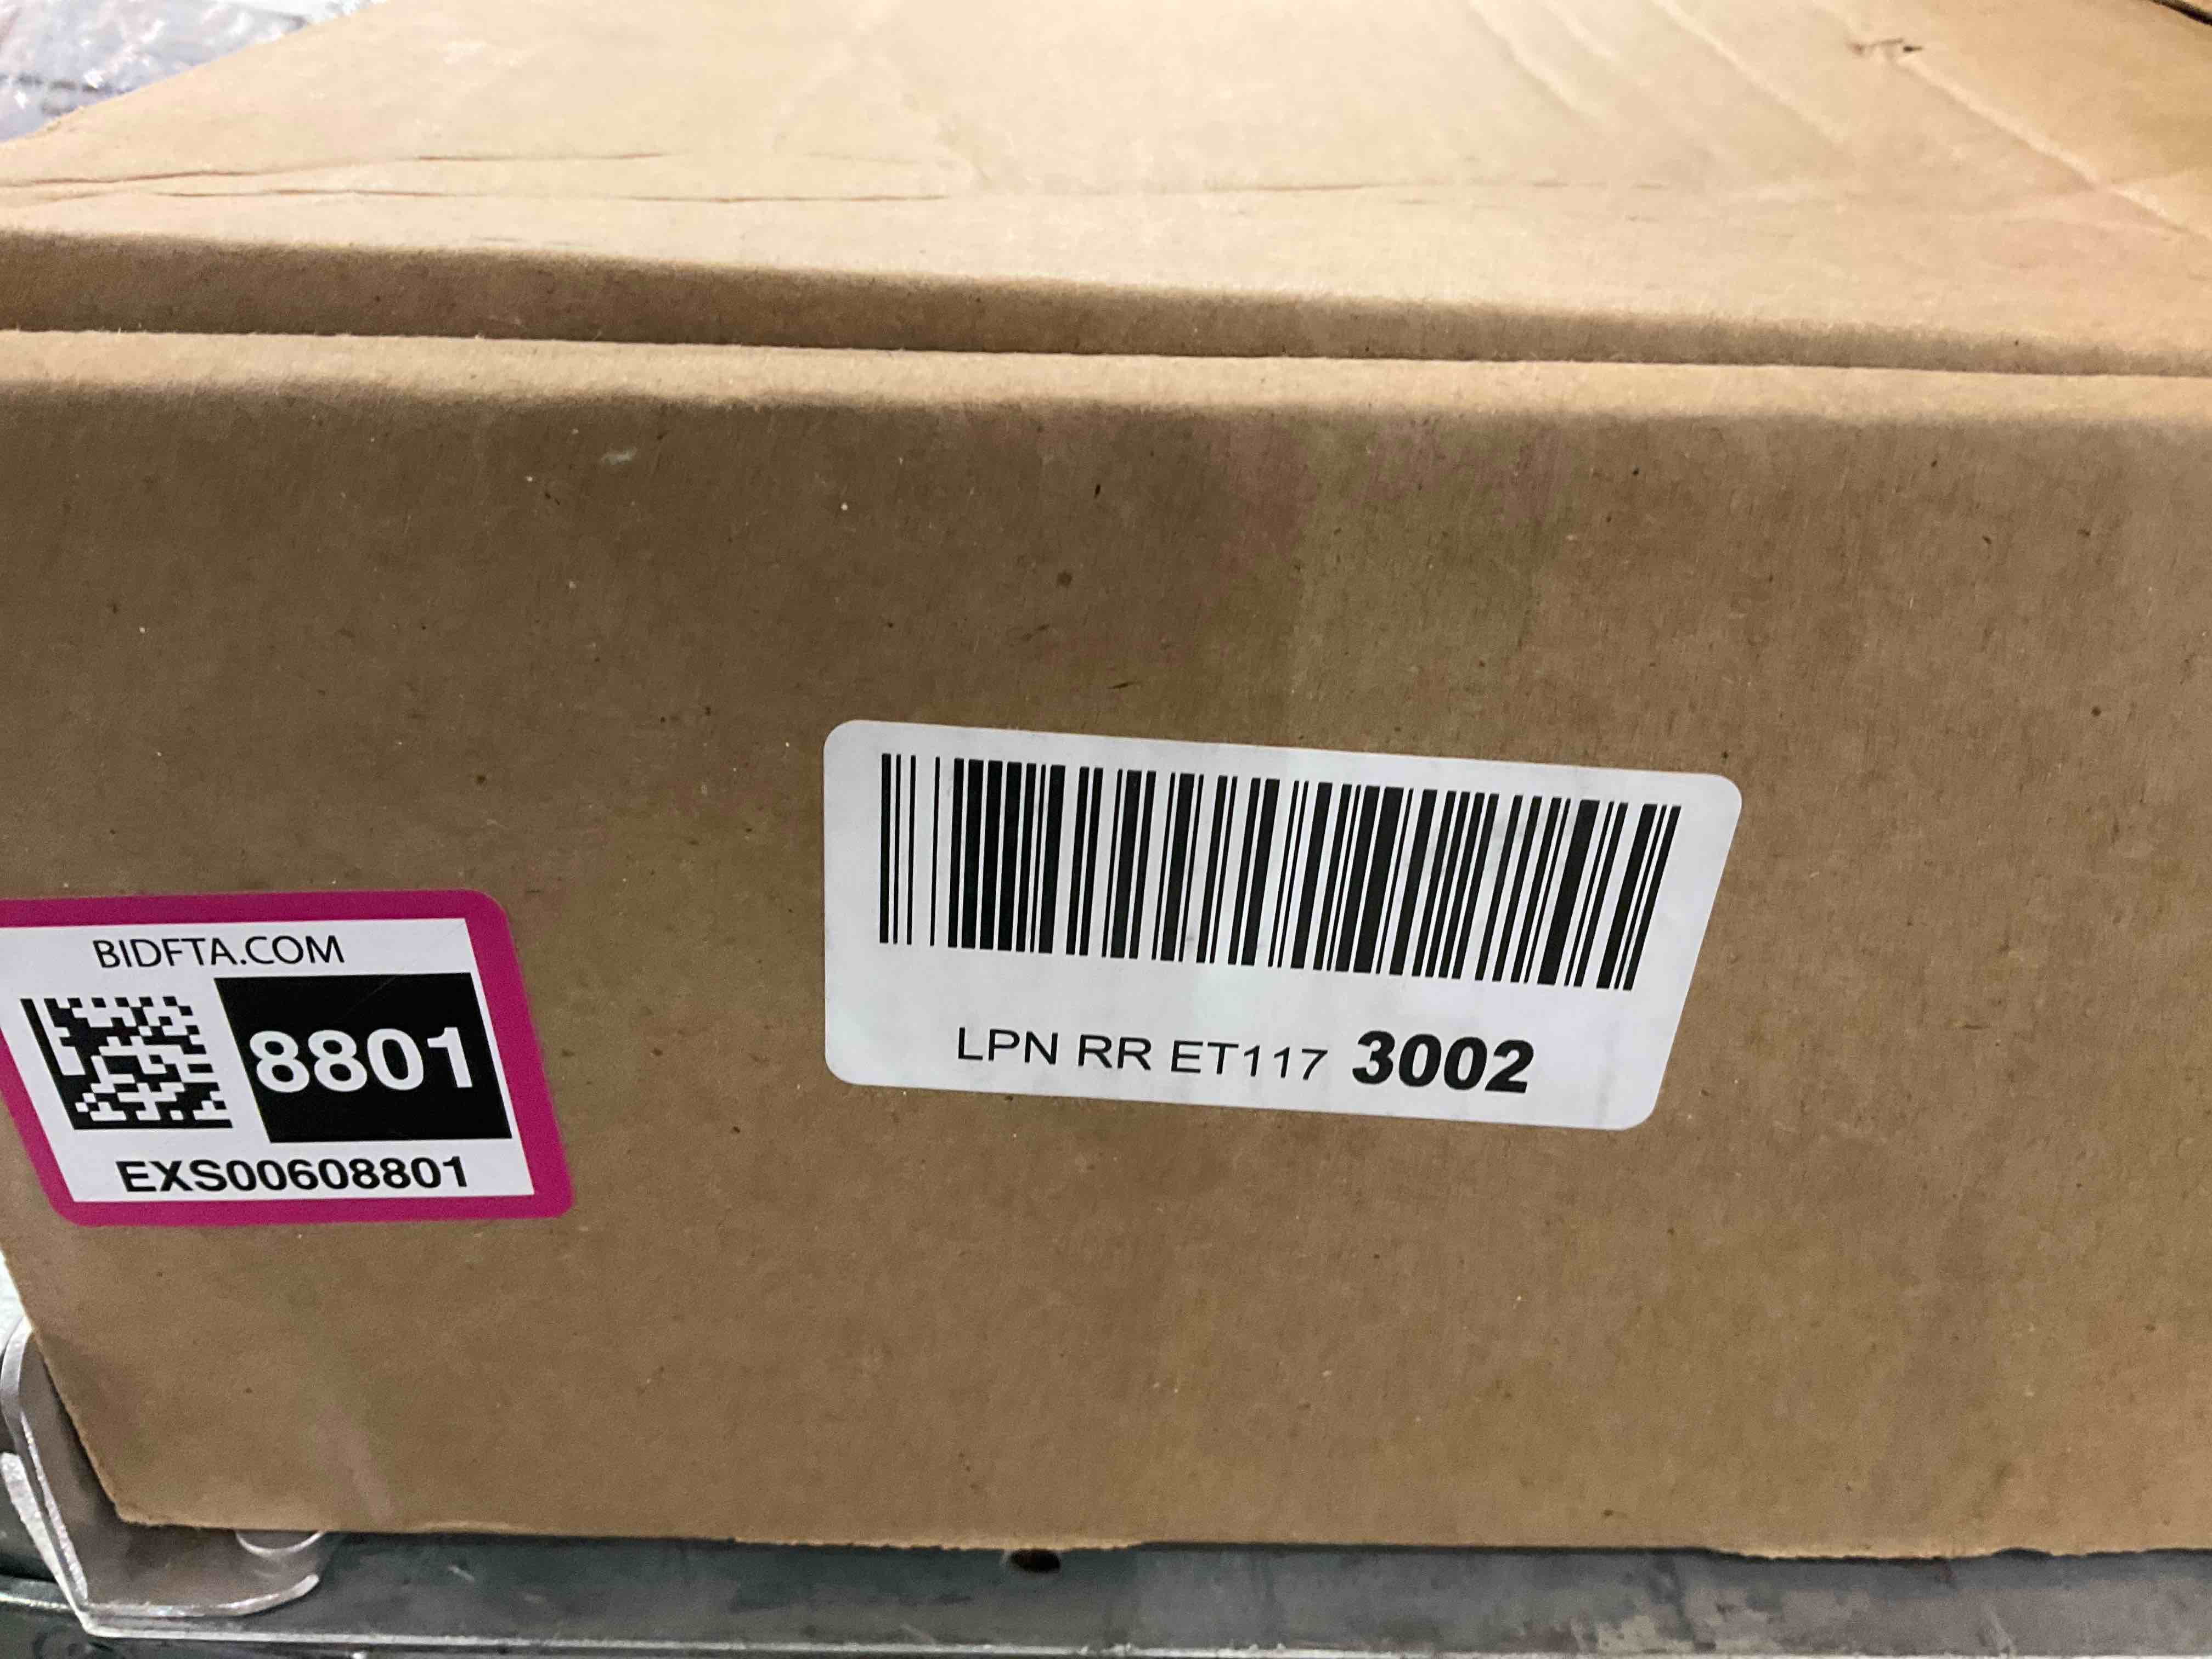 BIDFTA.COM
8801
EXS00608801
LPN RR ET117 3002